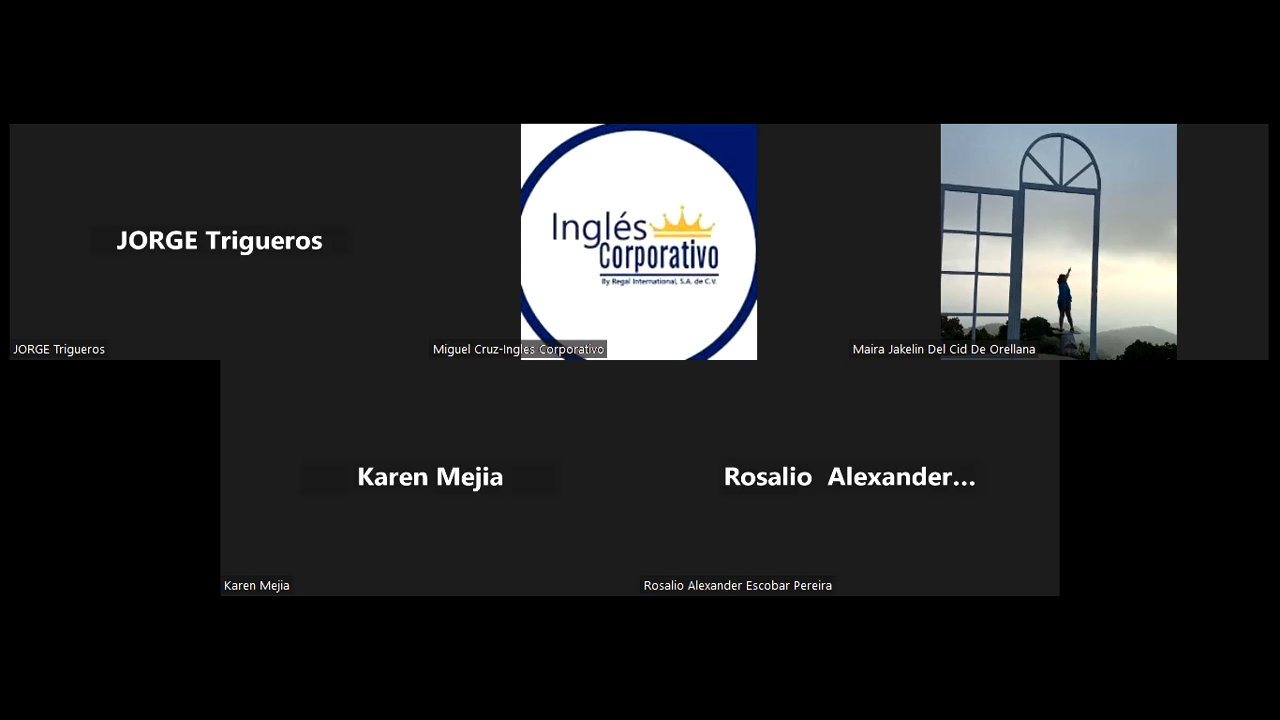 JORGE Trigueros
JORGE Trigueros
Inglés
Corporativo
By Regal International, S.A. de C.V.
Miguel Cruz-Ingles Corporativo
Maira Jakelin Del Cid De Orellana
Karen Mejia
Karen Mejia
Rosalio Alexander...
Rosalio Alexander Escobar Pereira